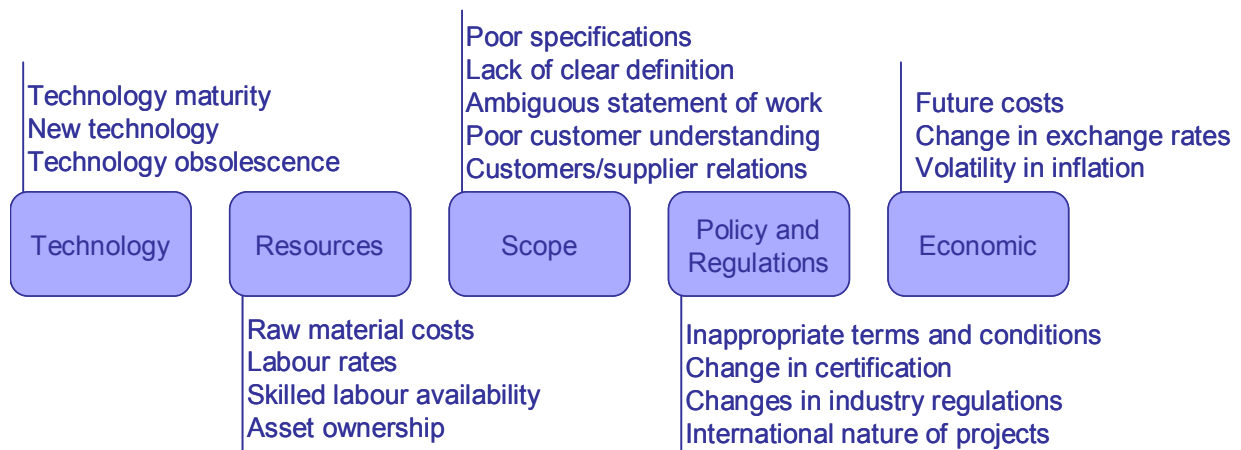 Poor specifications
Lack of clear definition
Ambiguous statement of work
Poor customer understanding
Customers/supplier relations
Technology maturity
New technology
Technology obsolescence
Future costs
Change in exchange rates
Volatility in inflation
Technology
Resources
Scope
Policy and
Regulations
Economic
Raw material costs
Labour rates
Skilled labour availability
Asset ownership
Inappropriate terms and conditions
Change in certification
Changes in industry regulations
International nature of projects